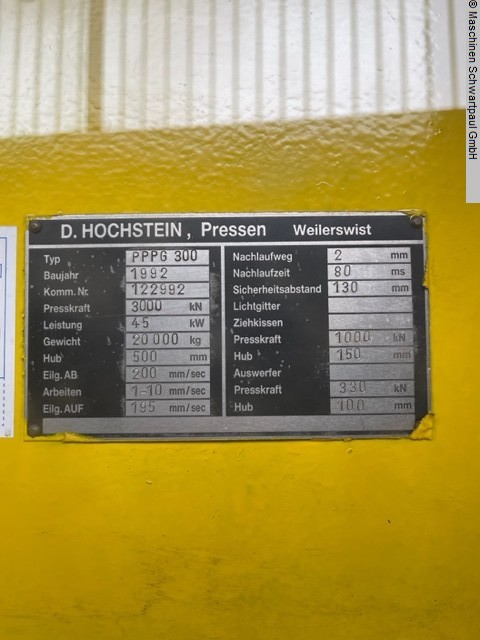 D. HOCHSTEIN, Pressen Weilerswist
Typ PPPG 300
Baujahr 1992
Komm. Nr. 122992
Presskraft 3000 kN
Leistung 45 kW
Gewicht 20 000 kg
Hub 500 mm
Eilg. AB 200 mm/sec
Arbeiten 1-10 mm/sec
Eilg. AUF 195 mm/sec
Nachlaufweg 2 mm
Nachlaufzeit 80 ms
Sicherheitsabstand 130 mm
Lichtgitter
Ziehkissen
Presskraft 1000 kN
Hub 150 mm
Auswerfer
Presskraft 330 kN
Hub 100 mm
© Maschinen Schwartpaul GmbH